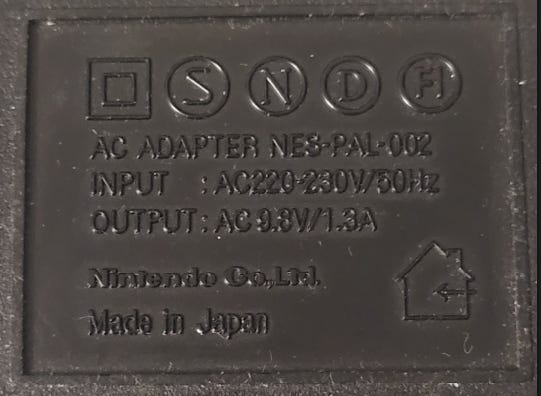 S N D FI
AC ADAPTER NES-PAL-002
INPUT : AC220-230V/50Hz
OUTPUT : AC 9.8V/1.3A
Nintendo Co.,Ltd.
Made in Japan
2